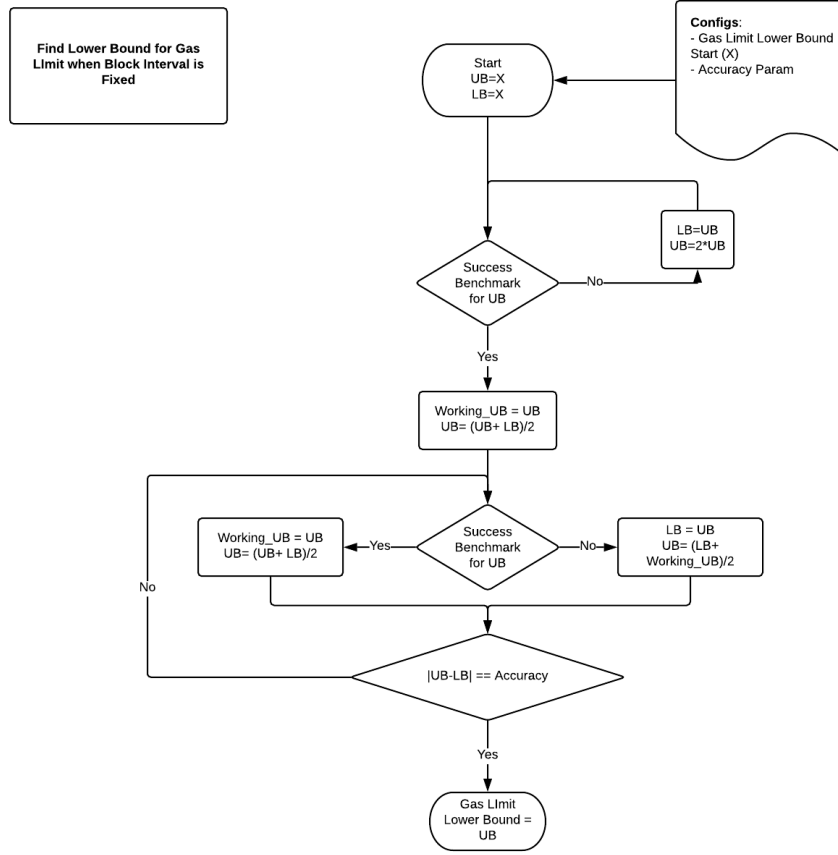 Find Lower Bound for Gas
LImit when Block Interval is
Fixed
Configs:
- Gas Limit Lower Bound
Start (X)
- Accuracy Param
Start
UB=X
LB=X
LB=UB
UB=2*UB
Success
Benchmark
for UB
No
Yes
Working_UB = UB
UB= (UB+ LB)/2
Working_UB = UB
UB= (UB+ LB)/2
Yes
Success
Benchmark
for UB
No
LB = UB
UB= (LB+
Working_UB)/2
No
|UB-LB| == Accuracy
Yes
Gas LImit
Lower Bound =
UB